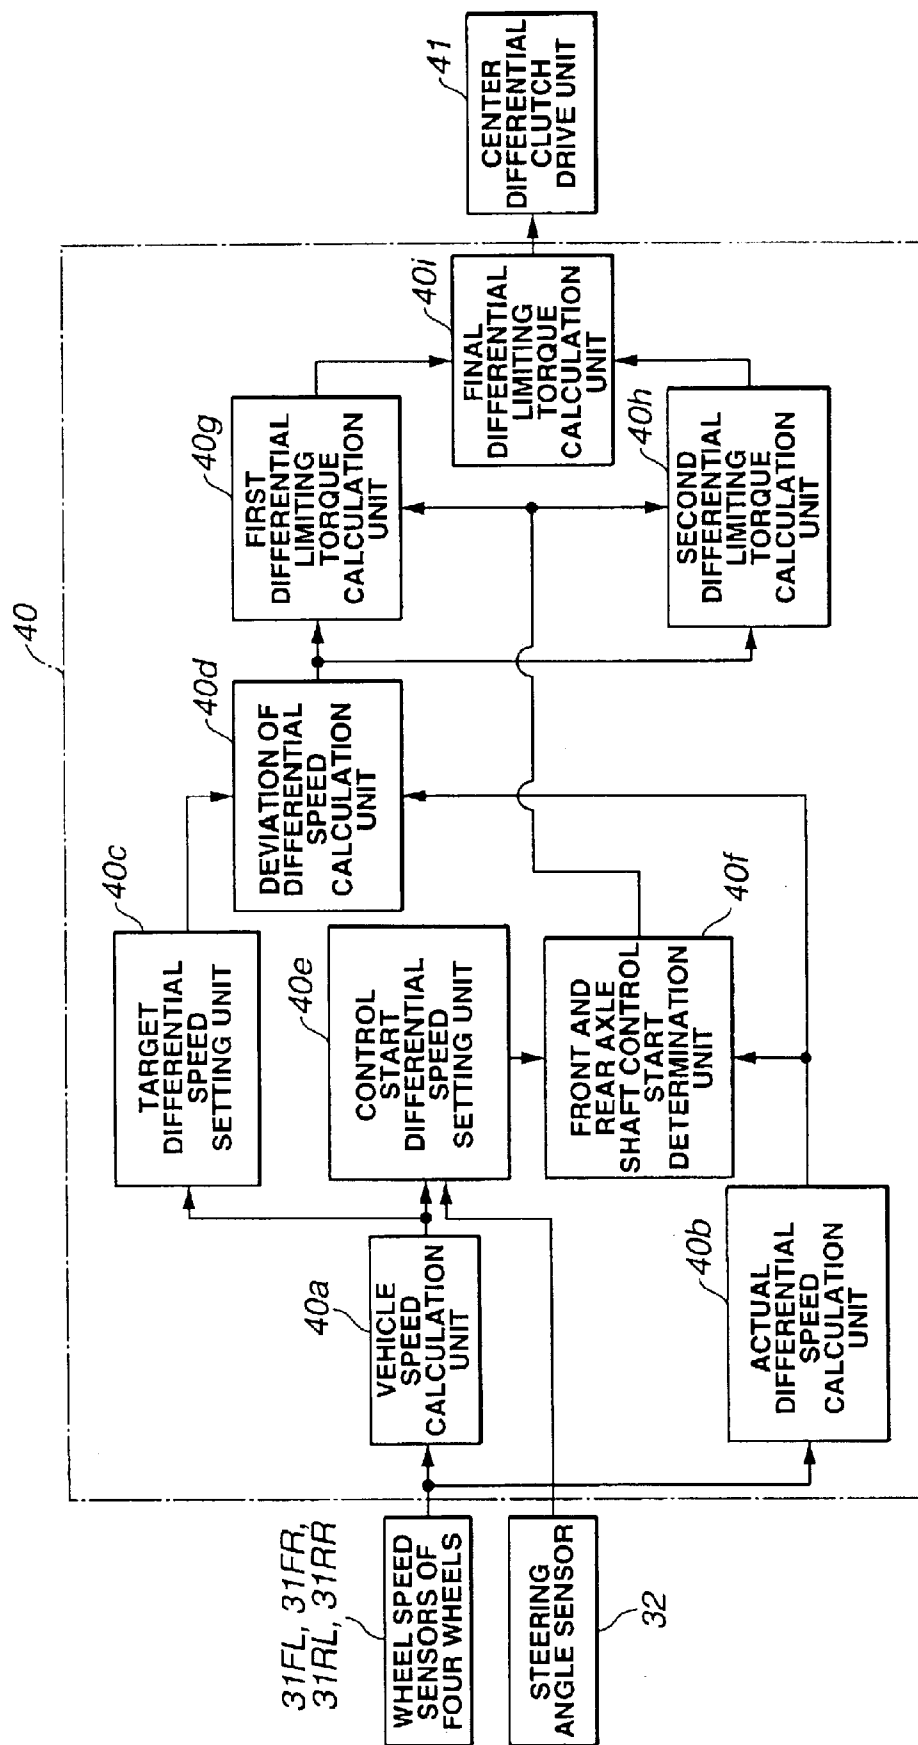 40
31FL, 31FR,
31RL, 31RR
WHEEL SPEED
SENSORS OF
FOUR WHEELS
STEERING
ANGLE SENSOR
32
40a
VEHICLE
SPEED
CALCULATION
UNIT
40b
ACTUAL
DIFFERENTIAL
SPEED
CALCULATION
UNIT
40c
TARGET
DIFFERENTIAL
SPEED
SETTING UNIT
40e
CONTROL
START
DIFFERENTIAL
SPEED
SETTING UNIT
40f
FRONT AND
REAR AXLE
SHAFT CONTROL
START
DETERMINATION
UNIT
40d
DEVIATION OF
DIFFERENTIAL
SPEED
CALCULATION
UNIT
40g
FIRST
DIFFERENTIAL
LIMITING
TORQUE
CALCULATION
UNIT
40h
SECOND
DIFFERENTIAL
LIMITING
TORQUE
CALCULATION
UNIT
40i
FINAL
DIFFERENTIAL
LIMITING
TORQUE
CALCULATION
UNIT
41
CENTER
DIFFERENTIAL
CLUTCH
DRIVE UNIT